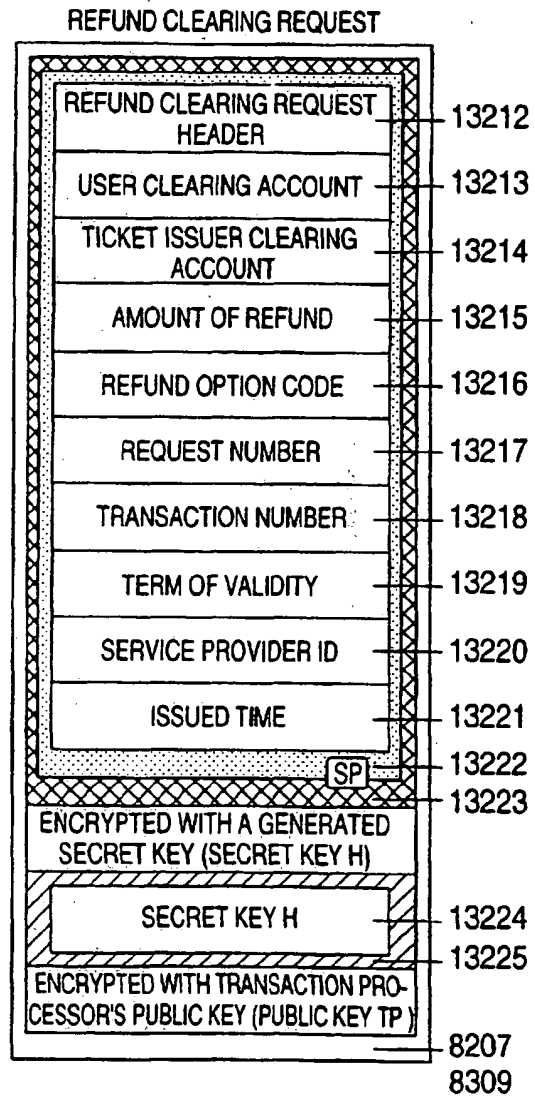 REFUND CLEARING REQUEST
REFUND CLEARING REQUEST
HEADER
13212
USER CLEARING ACCOUNT
13213
TICKET ISSUER CLEARING
ACCOUNT
13214
AMOUNT OF REFUND
13215
REFUND OPTION CODE
13216
REQUEST NUMBER
13217
TRANSACTION NUMBER
13218
TERM OF VALIDITY
13219
SERVICE PROVIDER ID
13220
ISSUED TIME
13221
SP
13222
13223
ENCRYPTED WITH A GENERATED
SECRET KEY (SECRET KEY H)
SECRET KEY H
13224
13225
ENCRYPTED WITH TRANSACTION PRO-
CESSOR'S PUBLIC KEY (PUBLIC KEY TP )
8207
8309